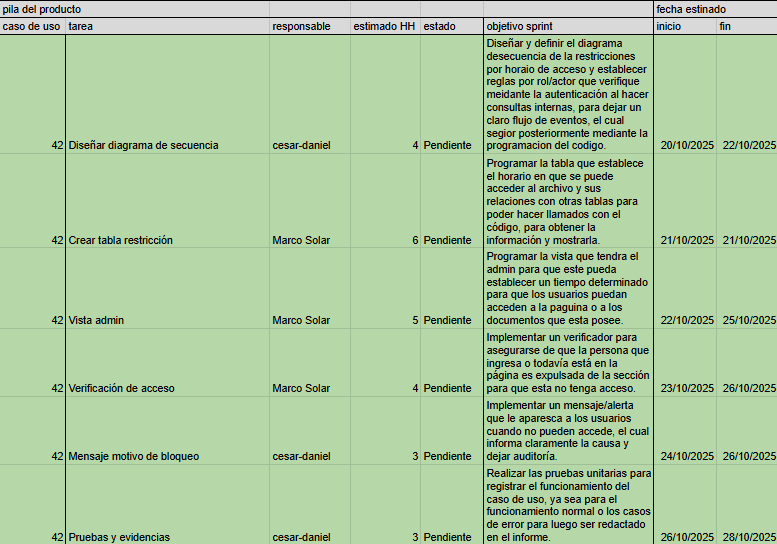 pila del producto fecha estinado
caso de uso tarea responsable estimado HH estado objetivo sprint inicio fin
Diseñar y definir el diagrama
desecuencia de la restricciones
por horaio de acceso y establecer
reglas por rol/actor que verifique
meidante la autenticación al hacer
consultas internas, para dejar un
claro flujo de eventos, el cual
segior posteriormente mediante la
42 Diseñar diagrama de secuencia cesar-daniel 4 Pendiente programacion del codigo. 20/10/2025 22/10/2025
Programar la tabla que establece
el horario en que se puede
acceder al archivo y sus
relaciones con otras tablas para
poder hacer llamados con el
código, para obtener la
42 Crear tabla restricción Marco Solar 6 Pendiente información y mostrarla. 21/10/2025 21/10/2025
Programar la vista que tendra el
admin para que este pueda
establecer un tiempo determinado
para que los usuarios puedan
acceden a la paguina o a los
42 Vista admin Marco Solar 5 Pendiente documentos que esta posee. 22/10/2025 25/10/2025
Implementar un verificador para
asegurarse de que la persona que
ingresa o todavía está en la
página es expulsada de la sección
42 Verificación de acceso Marco Solar 4 Pendiente para que esta no tenga acceso. 23/10/2025 26/10/2025
Implementar un mensaje/alerta
que le aparesca a los usuarios
cuando no pueden accede, el cual
informa claramente la causa y
42 Mensaje motivo de bloqueo cesar-daniel 3 Pendiente dejar auditoría. 24/10/2025 26/10/2025
Realizar las pruebas unitarias para
registrar el funcionamiento del
caso de uso, ya sea para el
funcionamiento normal o los casos
de error para luego ser redactado
42 Pruebas y evidencias cesar-daniel 3 Pendiente en el informe. 26/10/2025 28/10/2025